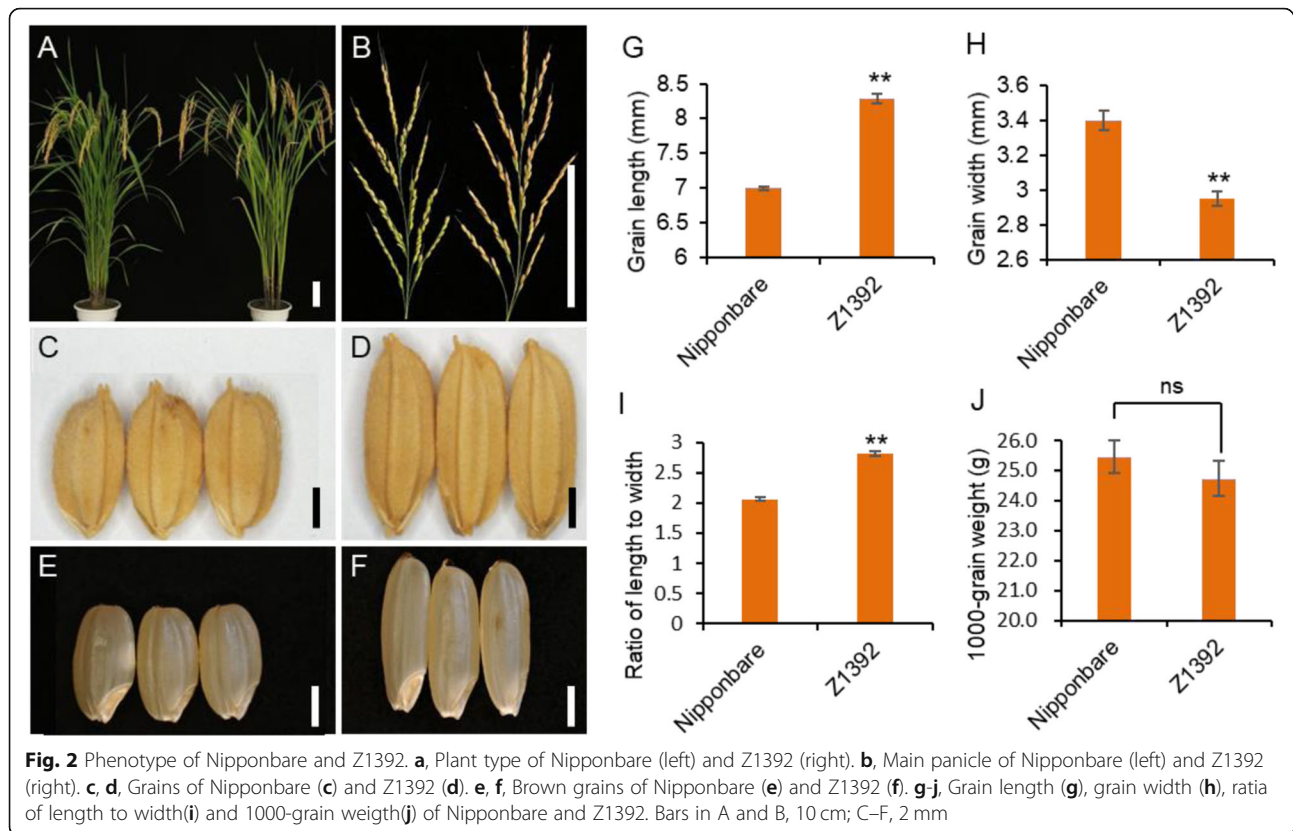 A
B
C
D
E
F
G
Grain length (mm)
8.5
8
7.5
7
6.5
6
**
Nipponbare
Z1392
H
Grain width (mm)
3.6
3.4
3.2
3
2.8
2.6
**
Nipponbare
Z1392
I
Ratio of length to width
3
2.5
2
1.5
1
0.5
0
**
Nipponbare
Z1392
J
1000-grain weight (g)
26.0
25.0
24.0
23.0
22.0
21.0
20.0
ns
Nipponbare
Z1392
Fig. 2 Phenotype of Nipponbare and Z1392. a, Plant type of Nipponbare (left) and Z1392 (right). b, Main panicle of Nipponbare (left) and Z1392
(right). c, d, Grains of Nipponbare (c) and Z1392 (d). e, f, Brown grains of Nipponbare (e) and Z1392 (f). g-j, Grain length (g), grain width (h), ratia
of length to width(i) and 1000-grain weigth(j) of Nipponbare and Z1392. Bars in A and B, 10 cm; C–F, 2 mm